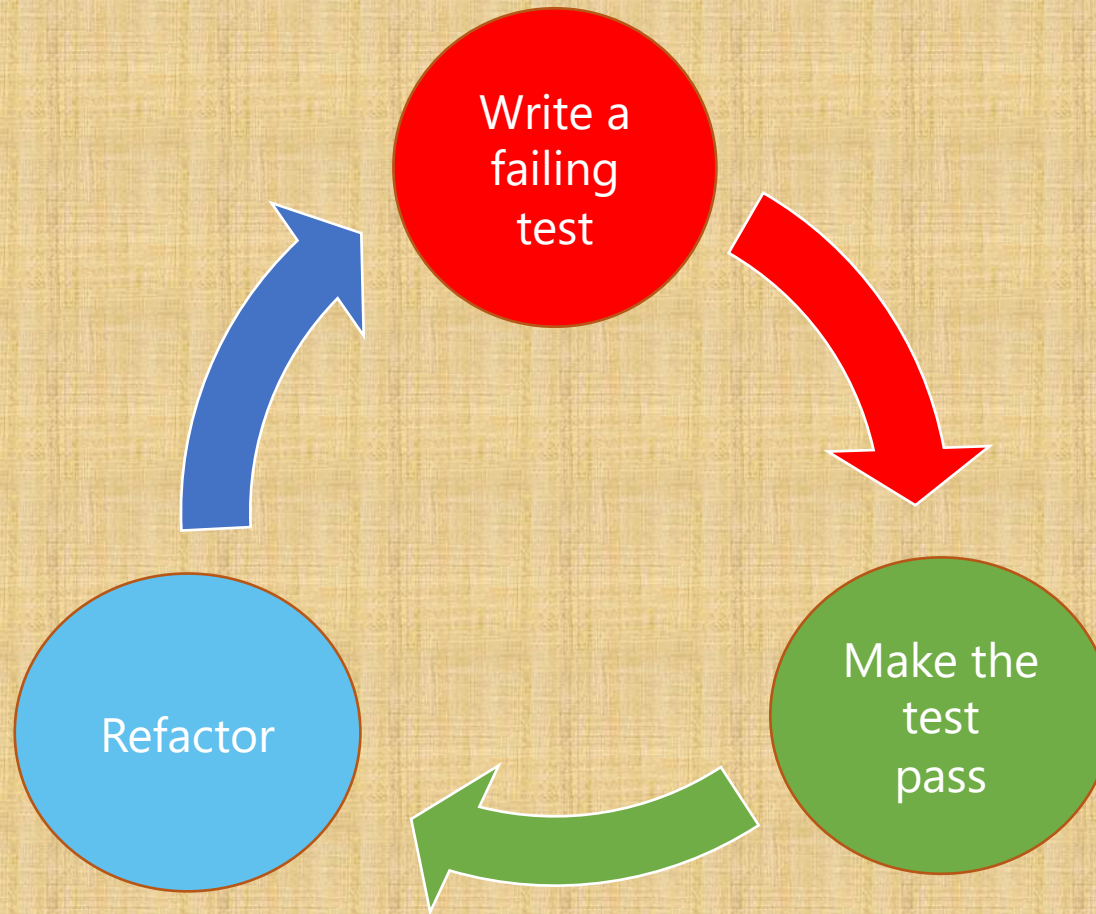 Write a
failing
test
Make the
test
pass
Refactor